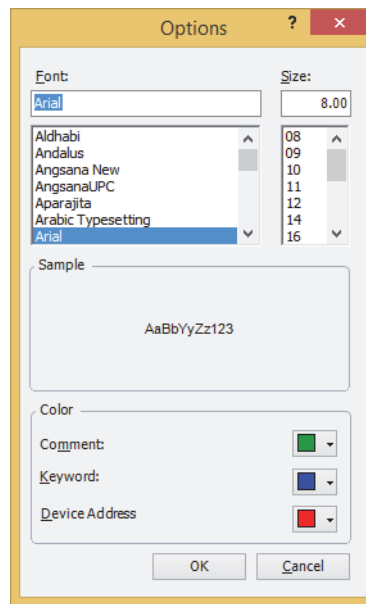 Options
?
×
Font:
Size:
Arial
8.00
Aldhabi
Andalus
Angsana New
AngsanaUPC
Aparajita
Arabic Typesetting
Arial
08
09
10
11
12
14
16
Sample
AaBbYyZz123
Color
Comment:
Keyword:
Device Address
OK
Cancel